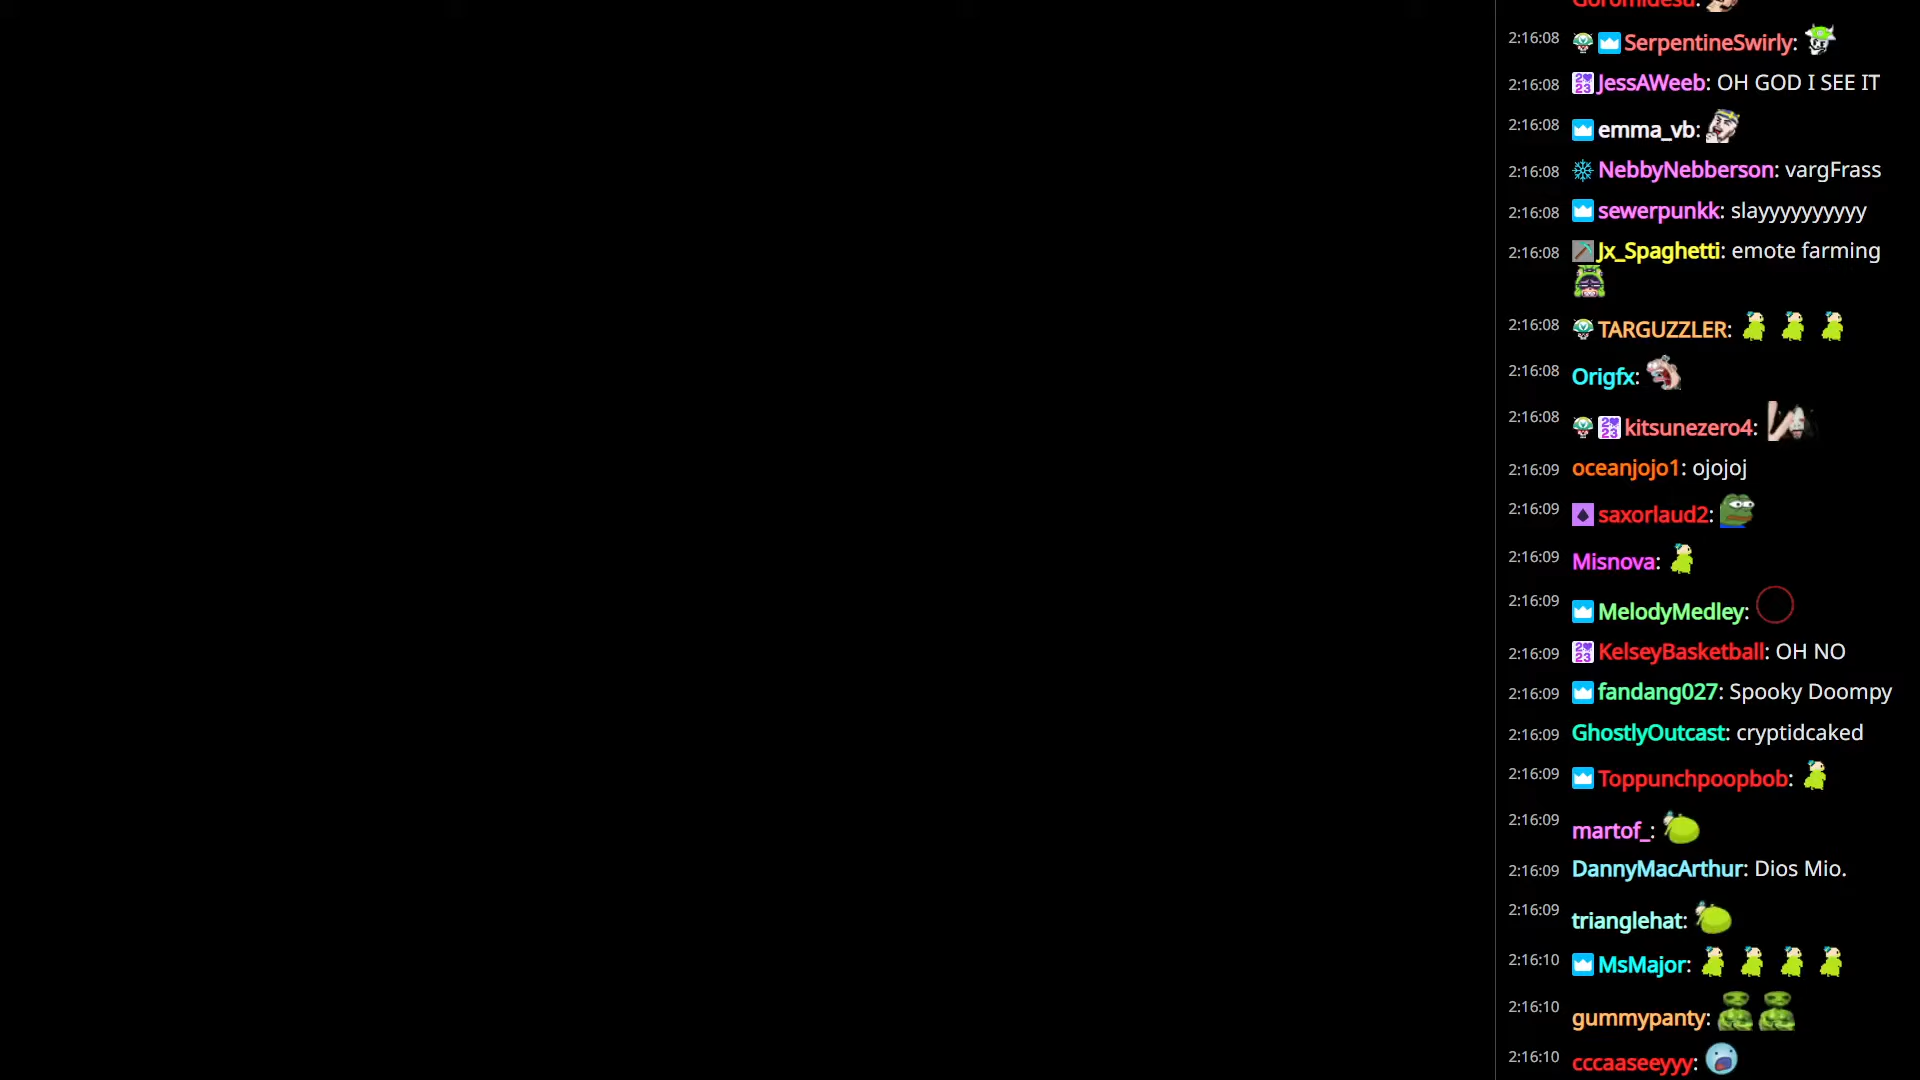 Goromidesu:
2:16:08 SerpentineSwirly:
2:16:08 JessAWeeb: OH GOD I SEE IT
2:16:08 emma_vb:
2:16:08 NebbyNebberson: vargFrass
2:16:08 sewerpunkk: slayyyyyyyyyy
2:16:08 Jx_Spaghetti: emote farming
2:16:08 TARGUZZLER:
2:16:08 Origfx:
2:16:08 kitsunezero4:
2:16:09 oceanjojo1: ojojoj
2:16:09 saxorlaud2:
2:16:09 Misnova:
2:16:09 MelodyMedley:
2:16:09 KelseyBasketball: OH NO
2:16:09 fandang027: Spooky Doompy
2:16:09 GhostlyOutcast: cryptidcaked
2:16:09 Toppunchpoopbob:
2:16:09 martof_:
2:16:09 DannyMacArthur: Dios Mio.
2:16:09 trianglehat:
2:16:10 MsMajor:
2:16:10 gummypanty:
2:16:10 cccaaseeyyy: